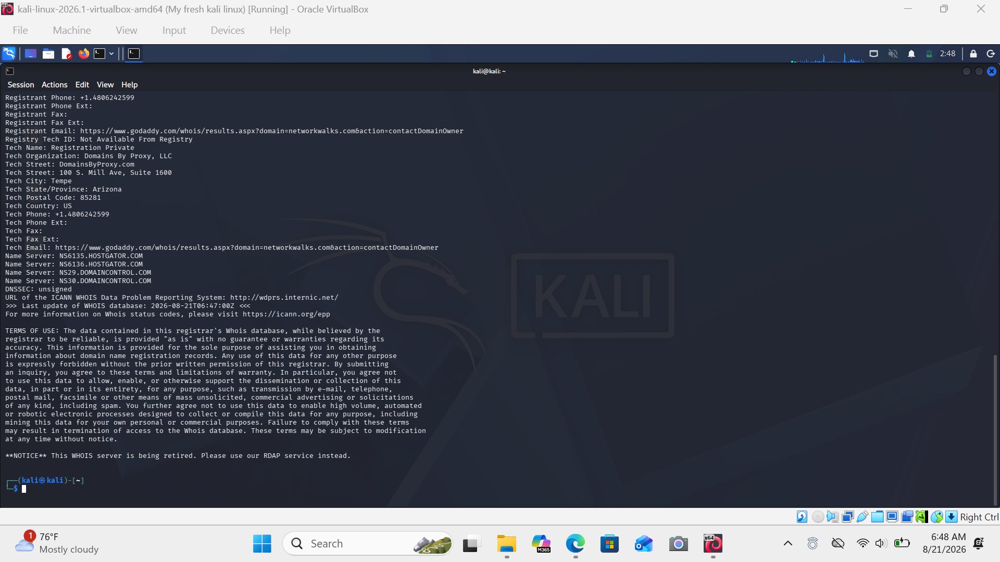 kali-linux-2026.1-virtualbox-amd64 (My fresh kali linux) [Running] - Oracle VirtualBox
File Machine View Input Devices Help
2:48
kali@kali: ~
Session Actions Edit View Help
Registrant Phone: +1.4806242599
Registrant Phone Ext:
Registrant Fax:
Registrant Fax Ext:
Registrant Email: https://www.godaddy.com/whois/results.aspx?domain=networkwalks.com&action=contactDomainOwner
Registry Tech ID: Not Available From Registry
Tech Name: Registration Private
Tech Organization: Domains By Proxy, LLC
Tech Street: DomainsByProxy.com
Tech Street: 100 S. Mill Ave, Suite 1600
Tech City: Tempe
Tech State/Province: Arizona
Tech Postal Code: 85281
Tech Country: US
Tech Phone: +1.4806242599
Tech Phone Ext:
Tech Fax:
Tech Fax Ext:
Tech Email: https://www.godaddy.com/whois/results.aspx?domain=networkwalks.com&action=contactDomainOwner
Name Server: NS6135.HOSTGATOR.COM
Name Server: NS6136.HOSTGATOR.COM
Name Server: NS29.DOMAINCONTROL.COM
Name Server: NS30.DOMAINCONTROL.COM
DNSSEC: unsigned
URL of the ICANN WHOIS Data Problem Reporting System: http://wdprs.internic.net/
>>> Last update of WHOIS database: 2026-08-21T06:47:00Z <<<
For more information on Whois status codes, please visit https://icann.org/epp
TERMS OF USE: The data contained in this registrar's Whois database, while believed by the
registrar to be reliable, is provided "as is" with no guarantee or warranties regarding its
accuracy. This information is provided for the sole purpose of assisting you in obtaining
information about domain name registration records. Any use of this data for any other purpose
is expressly forbidden without the prior written permission of this registrar. By submitting
an inquiry, you agree to these terms and limitations of warranty. In particular, you agree not
to use this data to allow, enable, or otherwise support the dissemination or collection of this
data, in part or in its entirety, for any purpose, such as transmission by e-mail, telephone,
postal mail, facsimile or other means of mass unsolicited, commercial advertising or solicitations
of any kind, including spam. You further agree not to use this data to enable high volume, automated
or robotic electronic processes designed to collect or compile this data for any purpose, including
mining this data for your own personal or commercial purposes. Failure to comply with these terms
may result in termination of access to the Whois database. These terms may be subject to modification
at any time without notice.
**NOTICE** This WHOIS server is being retired. Please use our RDAP service instead.
┌──(kali㉿kali)-[~]
└─$
KALI
Right Ctrl
1
76°F
Mostly cloudy
Search
M365
x64
6:48 AM
8/21/2026